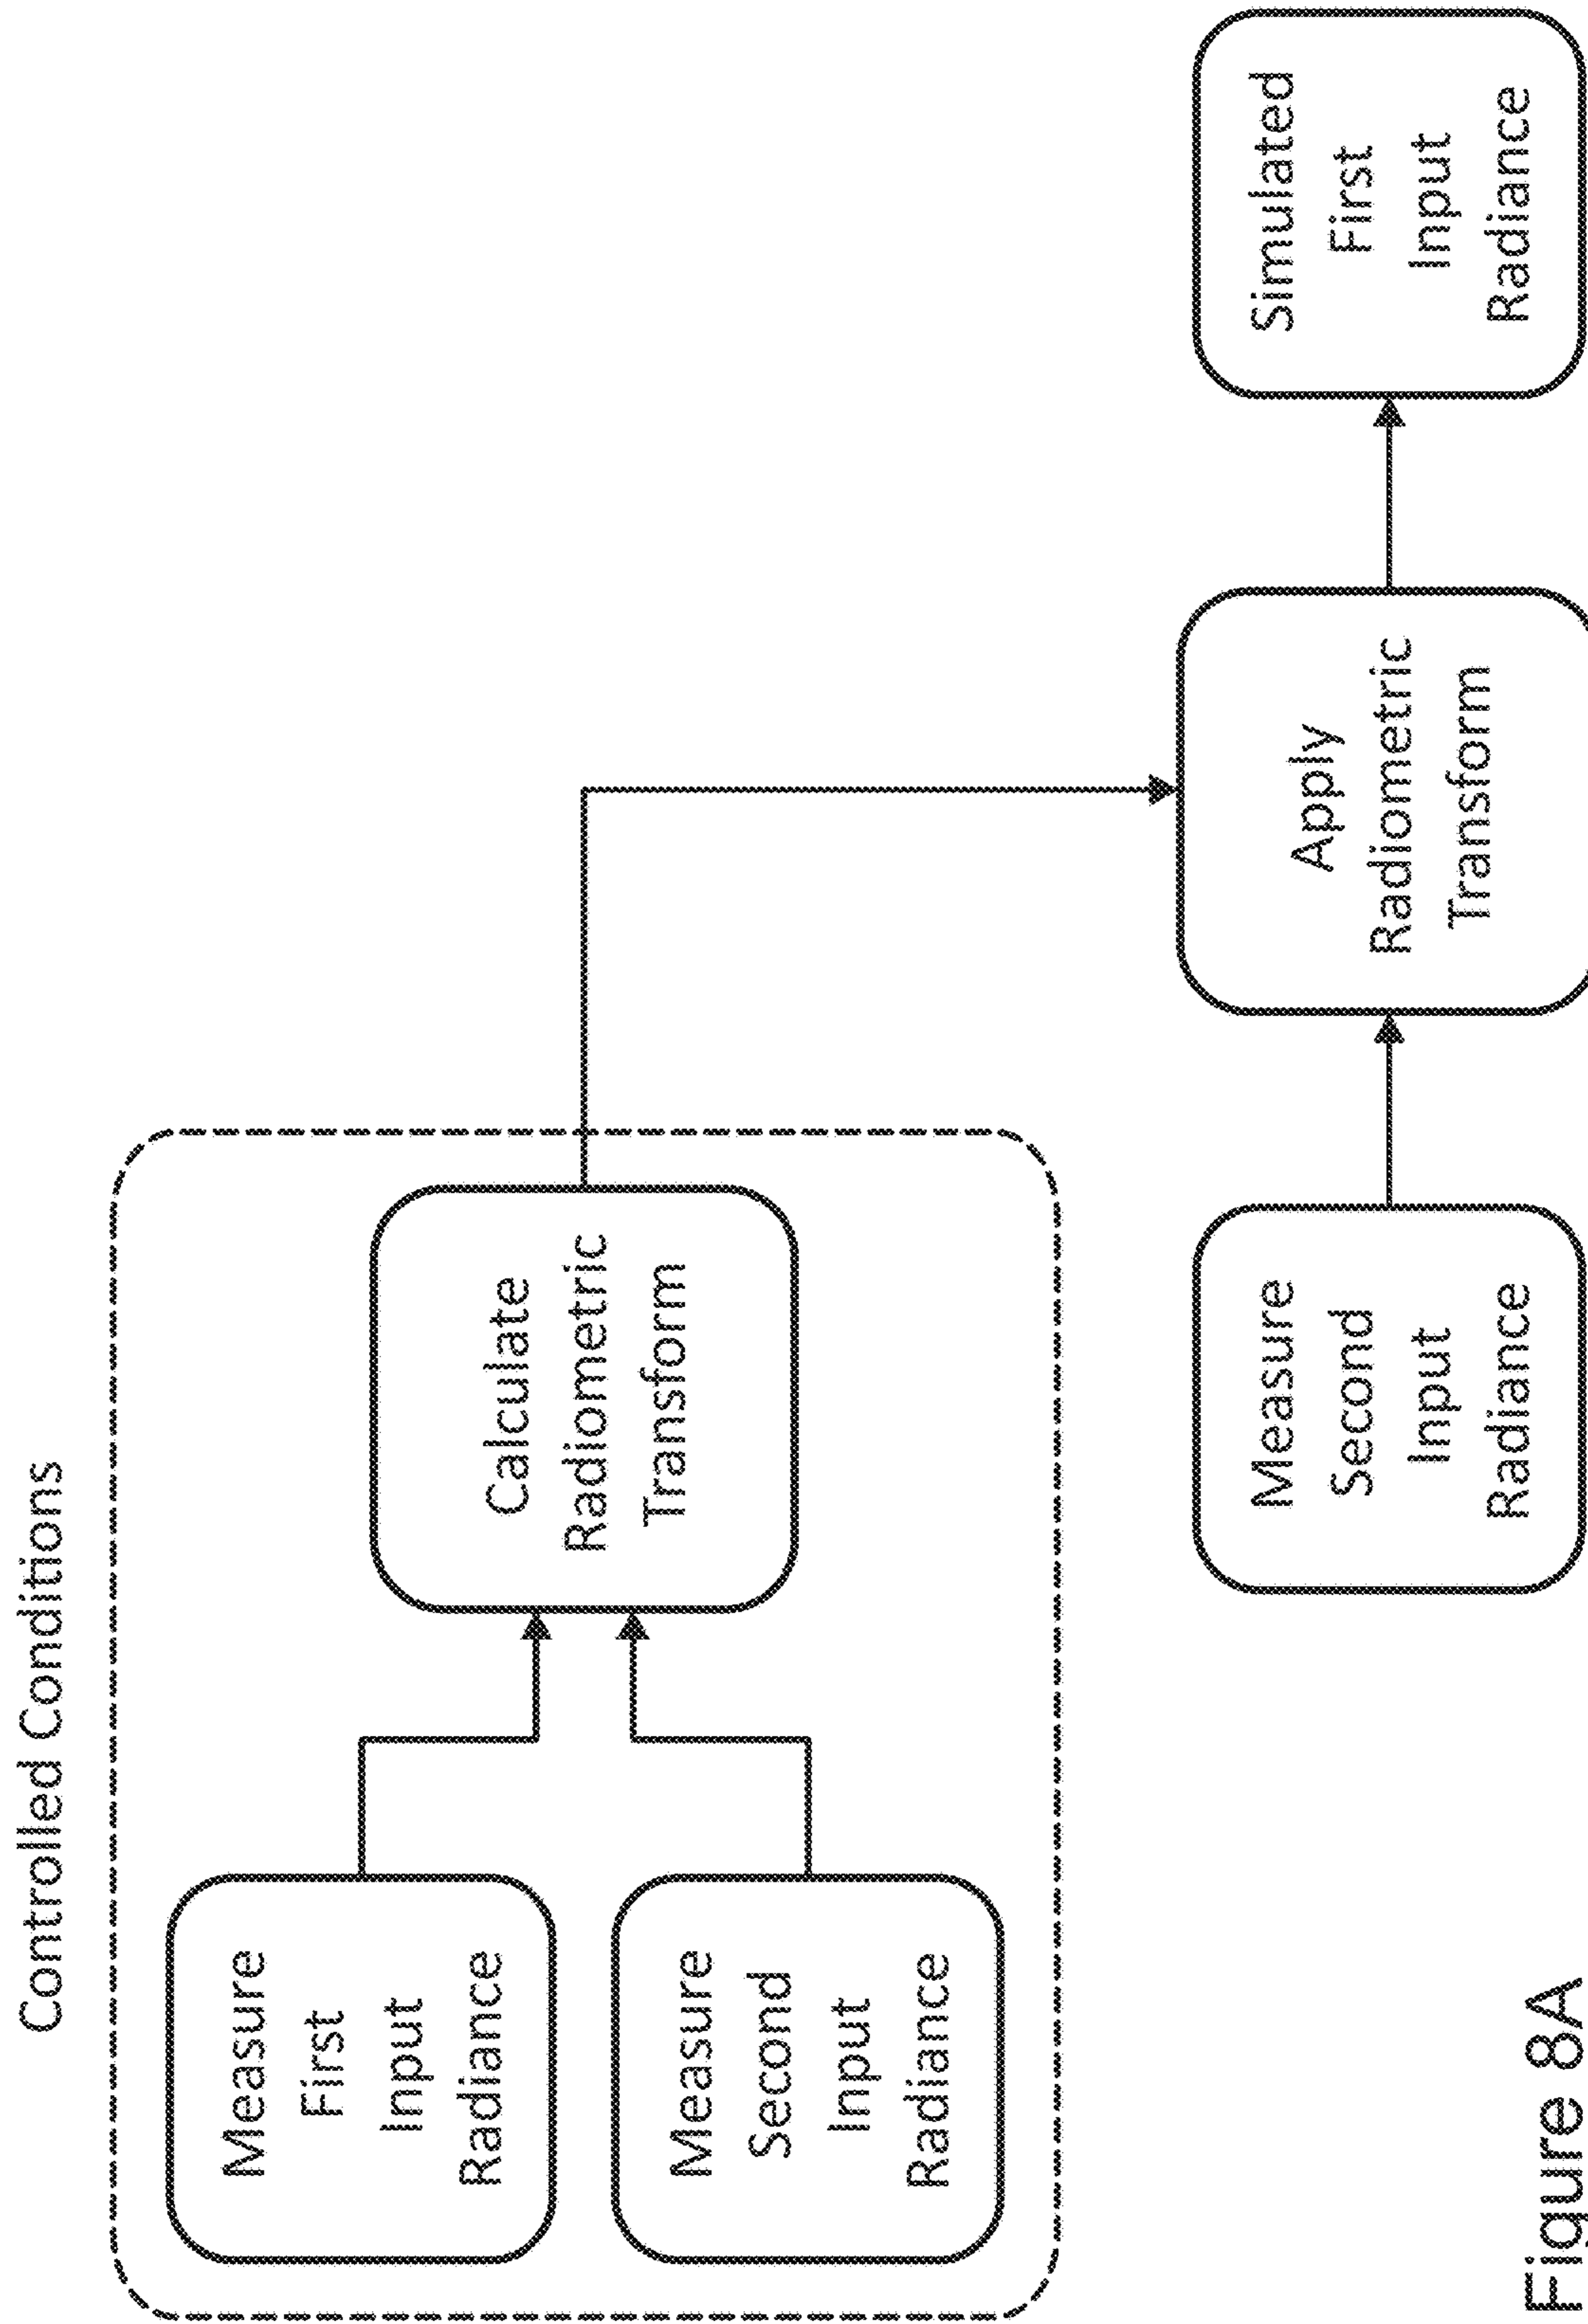 Controlled Conditions
Measure
First
Input
Radiance
Measure
Second
Input
Radiance
Calculate
Radiometric
Transform
Measure
Second
Input
Radiance
Apply
Radiometric
Transform
Simulated
First
Input
Radiance
Figure 8A